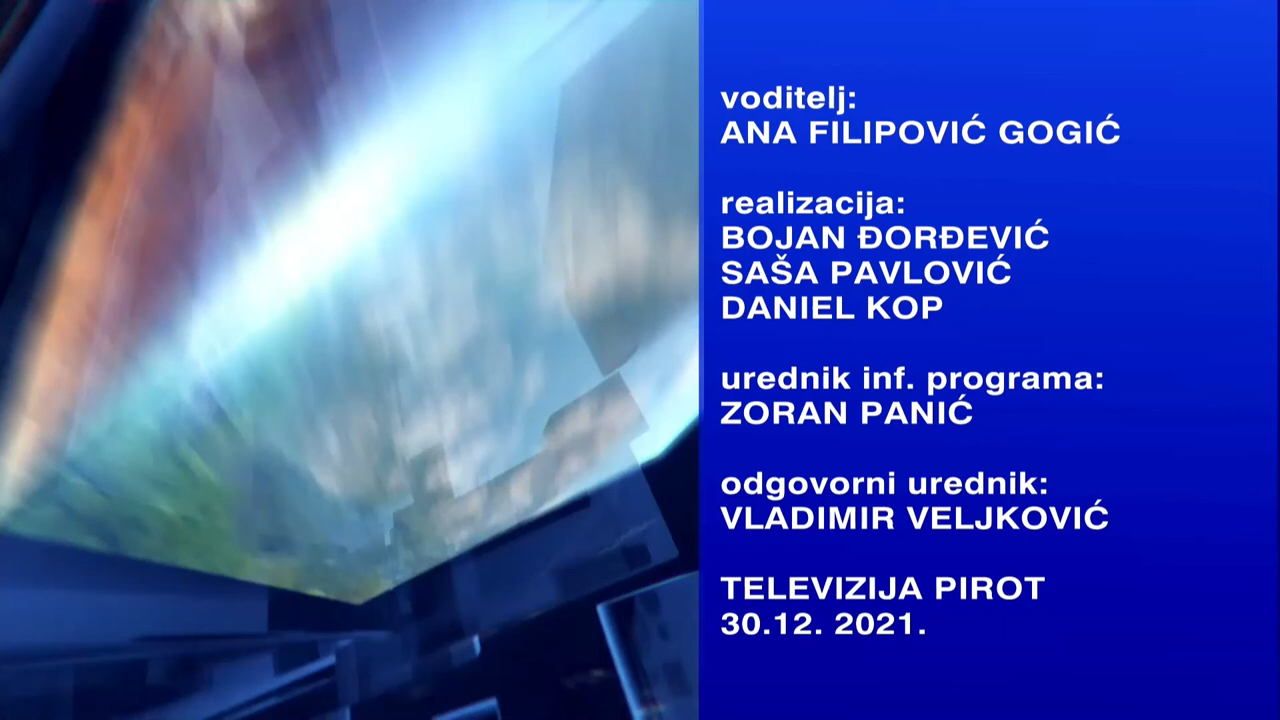 voditelj:
ANA FILIPOVIĆ GOGIĆ
realizacija:
BOJAN ĐORĐEVIĆ
SAŠA PAVLOVIĆ
DANIEL KOP
urednik inf. programa:
ZORAN PANIĆ
odgovorni urednik:
VLADIMIR VELJKOVIĆ
TELEVIZIJA PIROT
30.12. 2021.